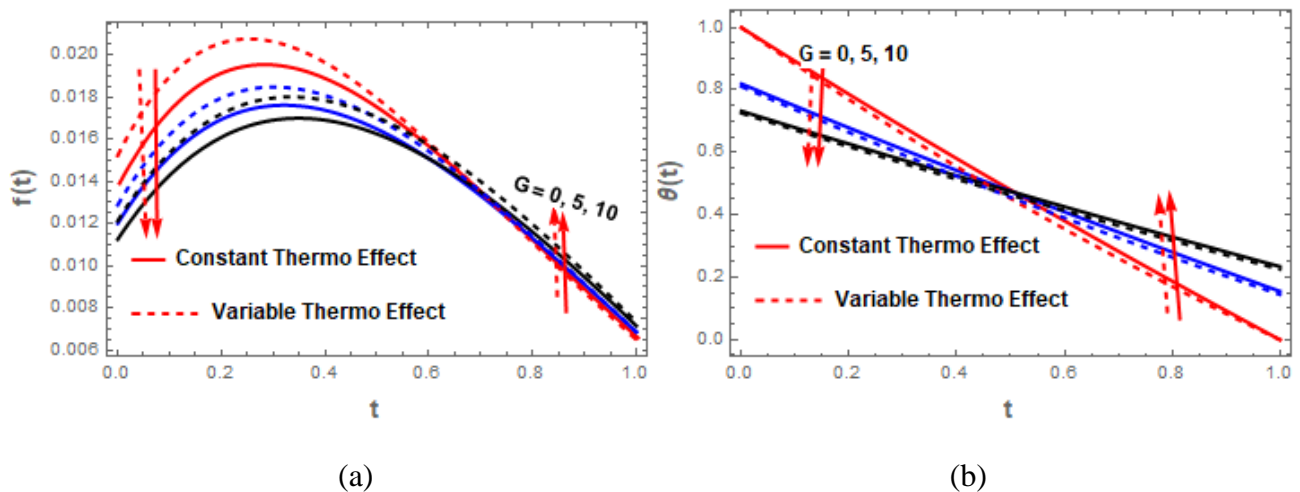 0.020
0.018
0.016
0.014
0.012
0.010
0.008
0.006
f(t)
G = 0, 5, 10
Constant Thermo Effect
Variable Thermo Effect
0.0 0.2 0.4 0.6 0.8 1.0
t
(a)
1.0
0.8
0.6
0.4
0.2
0.0
θ(t)
G = 0, 5, 10
Constant Thermo Effect
Variable Thermo Effect
0.0 0.2 0.4 0.6 0.8 1.0
t
(b)